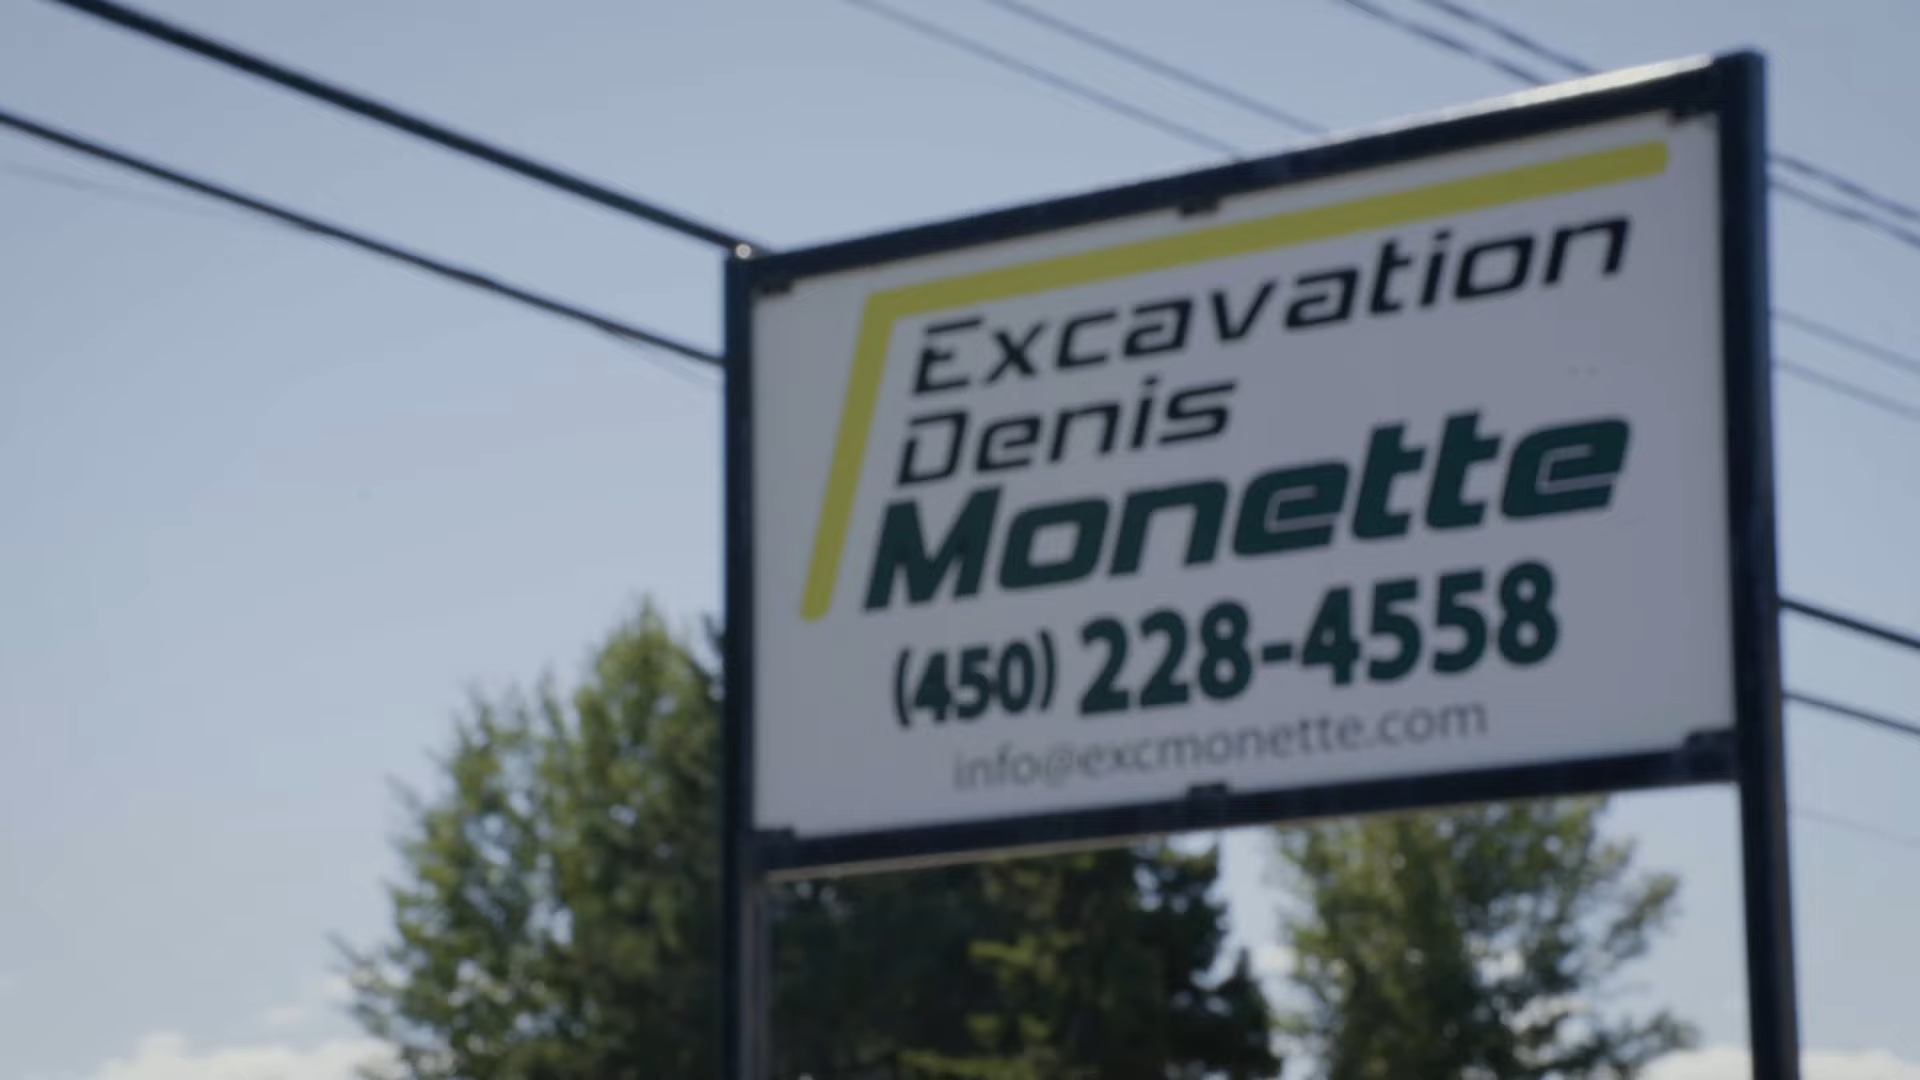 Excavation
Denis
Monette
(450) 228-4558
info@excmonette.com